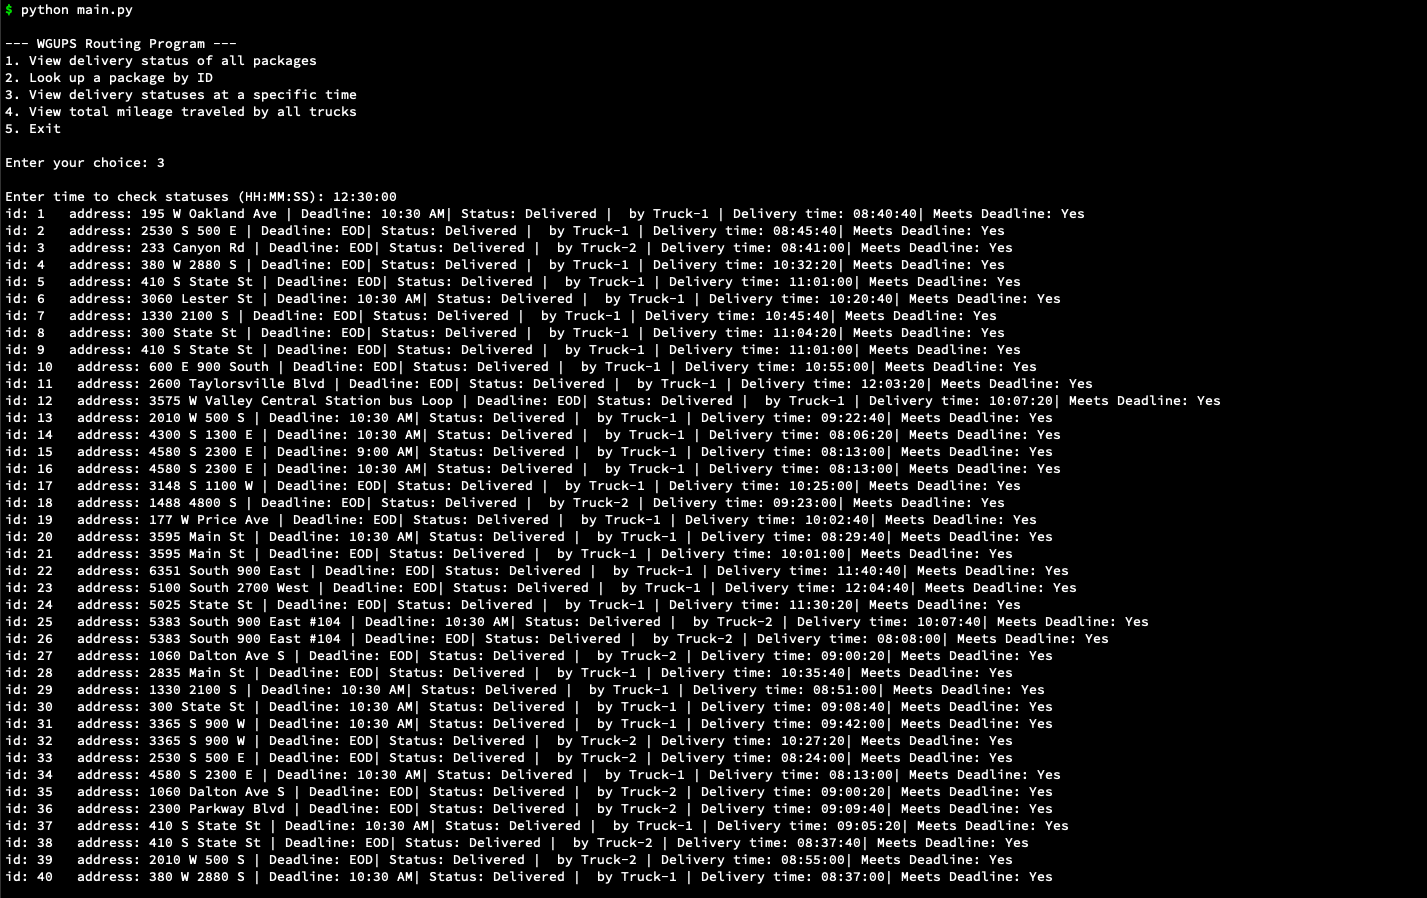 $ python main.py
--- WGUPS Routing Program ---
1. View delivery status of all packages
2. Look up a package by ID
3. View delivery statuses at a specific time
4. View total mileage traveled by all trucks
5. Exit
Enter your choice: 3
Enter time to check statuses (HH:MM:SS): 12:30:00
id: 1   address: 195 W Oakland Ave | Deadline: 10:30 AM| Status: Delivered |  by Truck-1 | Delivery time: 08:40:40| Meets Deadline: Yes
id: 2   address: 2530 S 500 E | Deadline: EOD| Status: Delivered |  by Truck-1 | Delivery time: 08:45:40| Meets Deadline: Yes
id: 3   address: 233 Canyon Rd | Deadline: EOD| Status: Delivered |  by Truck-2 | Delivery time: 08:41:00| Meets Deadline: Yes
id: 4   address: 380 W 2880 S | Deadline: EOD| Status: Delivered |  by Truck-1 | Delivery time: 10:32:20| Meets Deadline: Yes
id: 5   address: 410 S State St | Deadline: EOD| Status: Delivered |  by Truck-1 | Delivery time: 11:01:00| Meets Deadline: Yes
id: 6   address: 3060 Lester St | Deadline: 10:30 AM| Status: Delivered |  by Truck-1 | Delivery time: 10:20:40| Meets Deadline: Yes
id: 7   address: 1330 2100 S | Deadline: EOD| Status: Delivered |  by Truck-1 | Delivery time: 10:45:40| Meets Deadline: Yes
id: 8   address: 300 State St | Deadline: EOD| Status: Delivered |  by Truck-1 | Delivery time: 11:04:20| Meets Deadline: Yes
id: 9   address: 410 S State St | Deadline: EOD| Status: Delivered |  by Truck-1 | Delivery time: 11:01:00| Meets Deadline: Yes
id: 10   address: 600 E 900 South | Deadline: EOD| Status: Delivered |  by Truck-1 | Delivery time: 10:55:00| Meets Deadline: Yes
id: 11   address: 2600 Taylorsville Blvd | Deadline: EOD| Status: Delivered |  by Truck-1 | Delivery time: 12:03:20| Meets Deadline: Yes
id: 12   address: 3575 W Valley Central Station bus Loop | Deadline: EOD| Status: Delivered |  by Truck-1 | Delivery time: 10:07:20| Meets Deadline: Yes
id: 13   address: 2010 W 500 S | Deadline: 10:30 AM| Status: Delivered |  by Truck-1 | Delivery time: 09:22:40| Meets Deadline: Yes
id: 14   address: 4300 S 1300 E | Deadline: 10:30 AM| Status: Delivered |  by Truck-1 | Delivery time: 08:06:20| Meets Deadline: Yes
id: 15   address: 4580 S 2300 E | Deadline: 9:00 AM| Status: Delivered |  by Truck-1 | Delivery time: 08:13:00| Meets Deadline: Yes
id: 16   address: 4580 S 2300 E | Deadline: 10:30 AM| Status: Delivered |  by Truck-1 | Delivery time: 08:13:00| Meets Deadline: Yes
id: 17   address: 3148 S 1100 W | Deadline: EOD| Status: Delivered |  by Truck-1 | Delivery time: 10:25:00| Meets Deadline: Yes
id: 18   address: 1488 4800 S | Deadline: EOD| Status: Delivered |  by Truck-2 | Delivery time: 09:23:00| Meets Deadline: Yes
id: 19   address: 177 W Price Ave | Deadline: EOD| Status: Delivered |  by Truck-1 | Delivery time: 10:02:40| Meets Deadline: Yes
id: 20   address: 3595 Main St | Deadline: 10:30 AM| Status: Delivered |  by Truck-1 | Delivery time: 08:29:40| Meets Deadline: Yes
id: 21   address: 3595 Main St | Deadline: EOD| Status: Delivered |  by Truck-1 | Delivery time: 10:01:00| Meets Deadline: Yes
id: 22   address: 6351 South 900 East | Deadline: EOD| Status: Delivered |  by Truck-1 | Delivery time: 11:40:40| Meets Deadline: Yes
id: 23   address: 5100 South 2700 West | Deadline: EOD| Status: Delivered |  by Truck-1 | Delivery time: 12:04:40| Meets Deadline: Yes
id: 24   address: 5025 State St | Deadline: EOD| Status: Delivered |  by Truck-1 | Delivery time: 11:30:20| Meets Deadline: Yes
id: 25   address: 5383 South 900 East #104 | Deadline: 10:30 AM| Status: Delivered |  by Truck-2 | Delivery time: 10:07:40| Meets Deadline: Yes
id: 26   address: 5383 South 900 East #104 | Deadline: EOD| Status: Delivered |  by Truck-2 | Delivery time: 08:08:00| Meets Deadline: Yes
id: 27   address: 1060 Dalton Ave S | Deadline: EOD| Status: Delivered |  by Truck-2 | Delivery time: 09:00:20| Meets Deadline: Yes
id: 28   address: 2835 Main St | Deadline: EOD| Status: Delivered |  by Truck-1 | Delivery time: 10:35:40| Meets Deadline: Yes
id: 29   address: 1330 2100 S | Deadline: 10:30 AM| Status: Delivered |  by Truck-1 | Delivery time: 08:51:00| Meets Deadline: Yes
id: 30   address: 300 State St | Deadline: 10:30 AM| Status: Delivered |  by Truck-1 | Delivery time: 09:08:40| Meets Deadline: Yes
id: 31   address: 3365 S 900 W | Deadline: 10:30 AM| Status: Delivered |  by Truck-1 | Delivery time: 09:42:00| Meets Deadline: Yes
id: 32   address: 3365 S 900 W | Deadline: EOD| Status: Delivered |  by Truck-2 | Delivery time: 10:27:20| Meets Deadline: Yes
id: 33   address: 2530 S 500 E | Deadline: EOD| Status: Delivered |  by Truck-2 | Delivery time: 08:24:00| Meets Deadline: Yes
id: 34   address: 4580 S 2300 E | Deadline: 10:30 AM| Status: Delivered |  by Truck-1 | Delivery time: 08:13:00| Meets Deadline: Yes
id: 35   address: 1060 Dalton Ave S | Deadline: EOD| Status: Delivered |  by Truck-2 | Delivery time: 09:00:20| Meets Deadline: Yes
id: 36   address: 2300 Parkway Blvd | Deadline: EOD| Status: Delivered |  by Truck-2 | Delivery time: 09:09:40| Meets Deadline: Yes
id: 37   address: 410 S State St | Deadline: 10:30 AM| Status: Delivered |  by Truck-1 | Delivery time: 09:05:20| Meets Deadline: Yes
id: 38   address: 410 S State St | Deadline: EOD| Status: Delivered |  by Truck-2 | Delivery time: 08:37:40| Meets Deadline: Yes
id: 39   address: 2010 W 500 S | Deadline: EOD| Status: Delivered |  by Truck-2 | Delivery time: 08:55:00| Meets Deadline: Yes
id: 40   address: 380 W 2880 S | Deadline: 10:30 AM| Status: Delivered |  by Truck-1 | Delivery time: 08:37:00| Meets Deadline: Yes